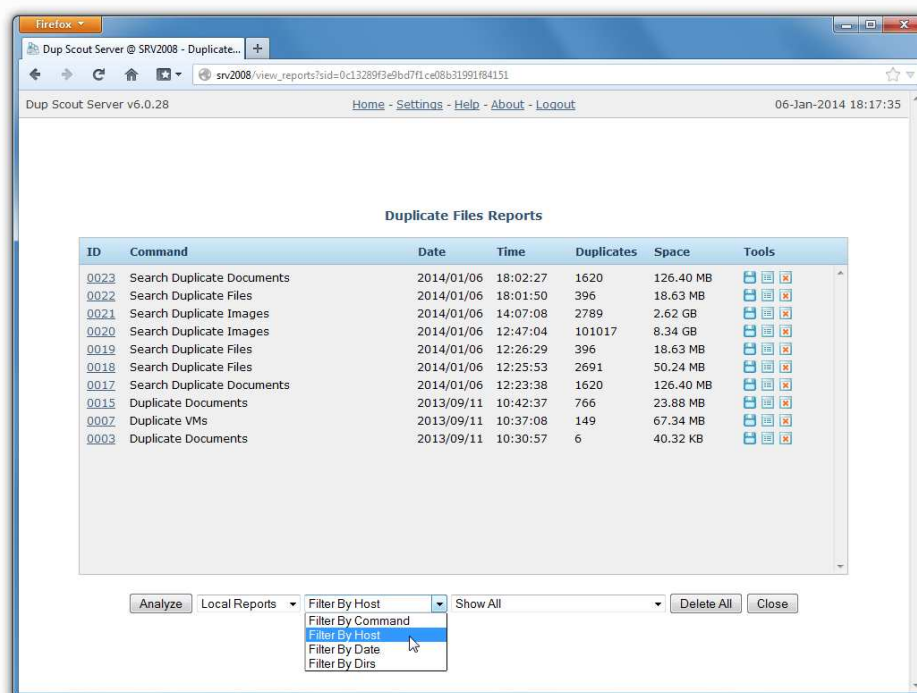 Firefox
Dup Scout Server @ SRV2008 - Duplicate...
srv2008/view_reports?sid=0c13289f3e9bd7f1ce08b31991f84151
Dup Scout Server v6.0.28 Home - Settings - Help - About - Logout 06-Jan-2014 18:17:35
Duplicate Files Reports
ID Command Date Time Duplicates Space Tools
0023 Search Duplicate Documents 2014/01/06 18:02:27 1620 126.40 MB
0022 Search Duplicate Files 2014/01/06 18:01:50 396 18.63 MB
0021 Search Duplicate Images 2014/01/06 14:07:08 2789 2.62 GB
0020 Search Duplicate Images 2014/01/06 12:47:04 101017 8.34 GB
0019 Search Duplicate Files 2014/01/06 12:26:29 396 18.63 MB
0018 Search Duplicate Files 2014/01/06 12:25:53 2691 50.24 MB
0017 Search Duplicate Documents 2014/01/06 12:23:38 1620 126.40 MB
0015 Duplicate Documents 2013/09/11 10:42:37 766 23.88 MB
0007 Duplicate VMs 2013/09/11 10:37:08 149 67.34 MB
0003 Duplicate Documents 2013/09/11 10:30:57 6 40.32 KB
Analyze Local Reports Filter By Host Show All Delete All Close
Filter By Command
Filter By Host
Filter By Date
Filter By Dirs